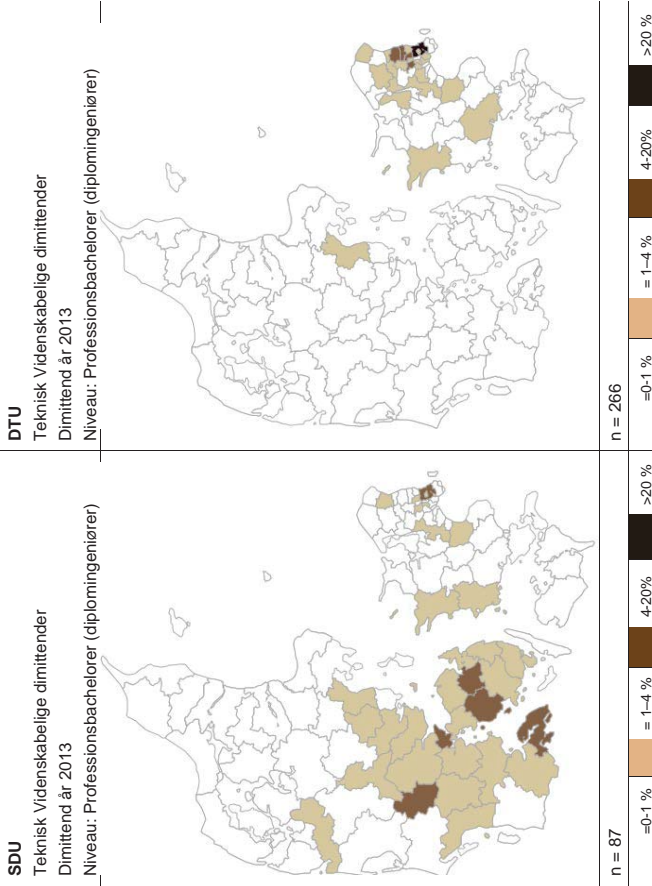 SDU
Teknisk Videnskabelige dimittender
Dimittend år 2013
Niveau: Professionsbachelorer (diplomingeniører)
n = 87
=0-1 %
= 1–4 %
4-20%
>20 %
DTU
Teknisk Videnskabelige dimittender
Dimittend år 2013
Niveau: Professionsbachelorer (diplomingeniører)
n = 266
=0-1 %
= 1–4 %
4-20%
>20 %